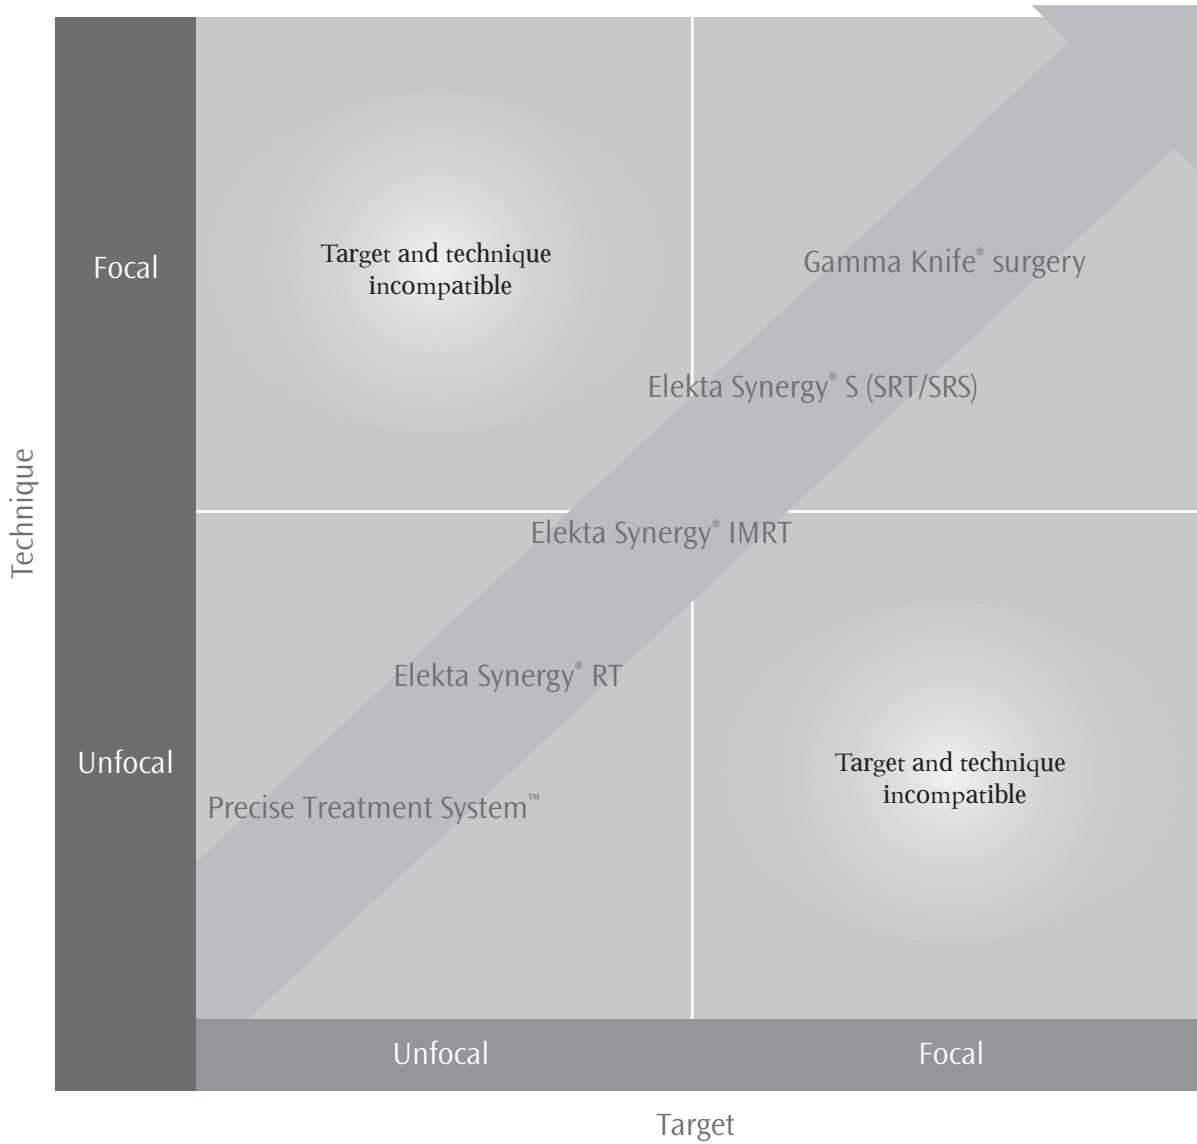 Technique
Focal
Target and technique
incompatible
Gamma Knife® surgery
Elekta Synergy® S (SRT/SRS)
Elekta Synergy® IMRT
Elekta Synergy® RT
Unfocal
Target and technique
incompatible
Precise Treatment System™
Unfocal
Focal
Target